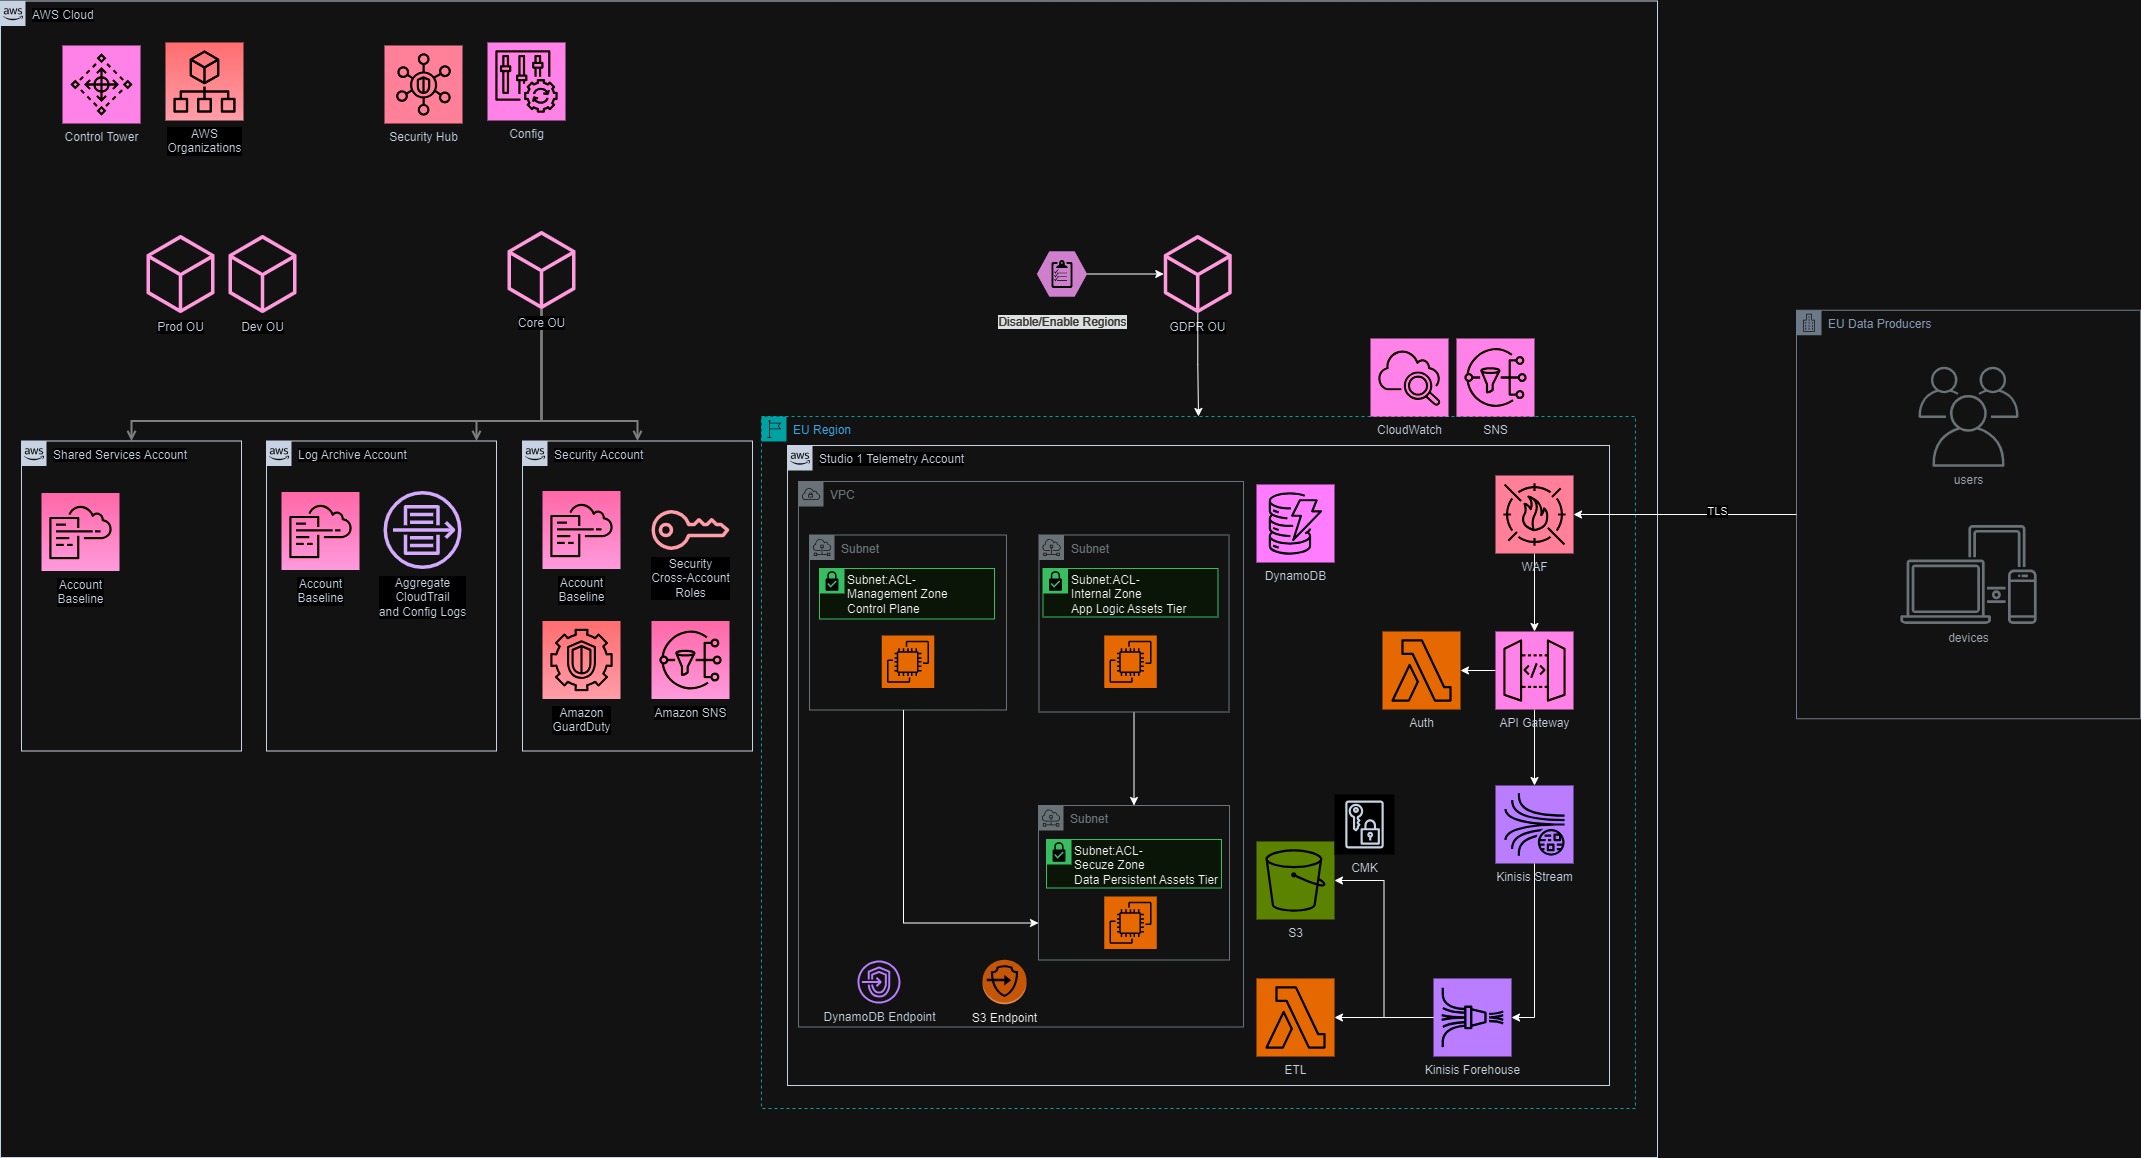 aws
AWS Cloud
Control Tower
AWS
Organizations
Security Hub
Config
Prod OU
Dev OU
Core OU
Disable/Enable Regions
GDPR OU
CloudWatch
SNS
EU Data Producers
users
devices
TLS
aws
Shared Services Account
Account
Baseline
aws
Log Archive Account
Account
Baseline
Aggregate
CloudTrail
and Config Logs
aws
Security Account
Account
Baseline
Security
Cross-Account
Roles
Amazon
GuardDuty
Amazon SNS
EU Region
aws
Studio 1 Telemetry Account
VPC
Subnet
Subnet:ACL-
Management Zone
Control Plane
Subnet
Subnet:ACL-
Internal Zone
App Logic Assets Tier
Subnet
Subnet:ACL-
Secuze Zone
Data Persistent Assets Tier
DynamoDB Endpoint
S3 Endpoint
DynamoDB
WAF
Auth
</>
API Gateway
CMK
Kinisis Stream
S3
ETL
Kinisis Forehouse